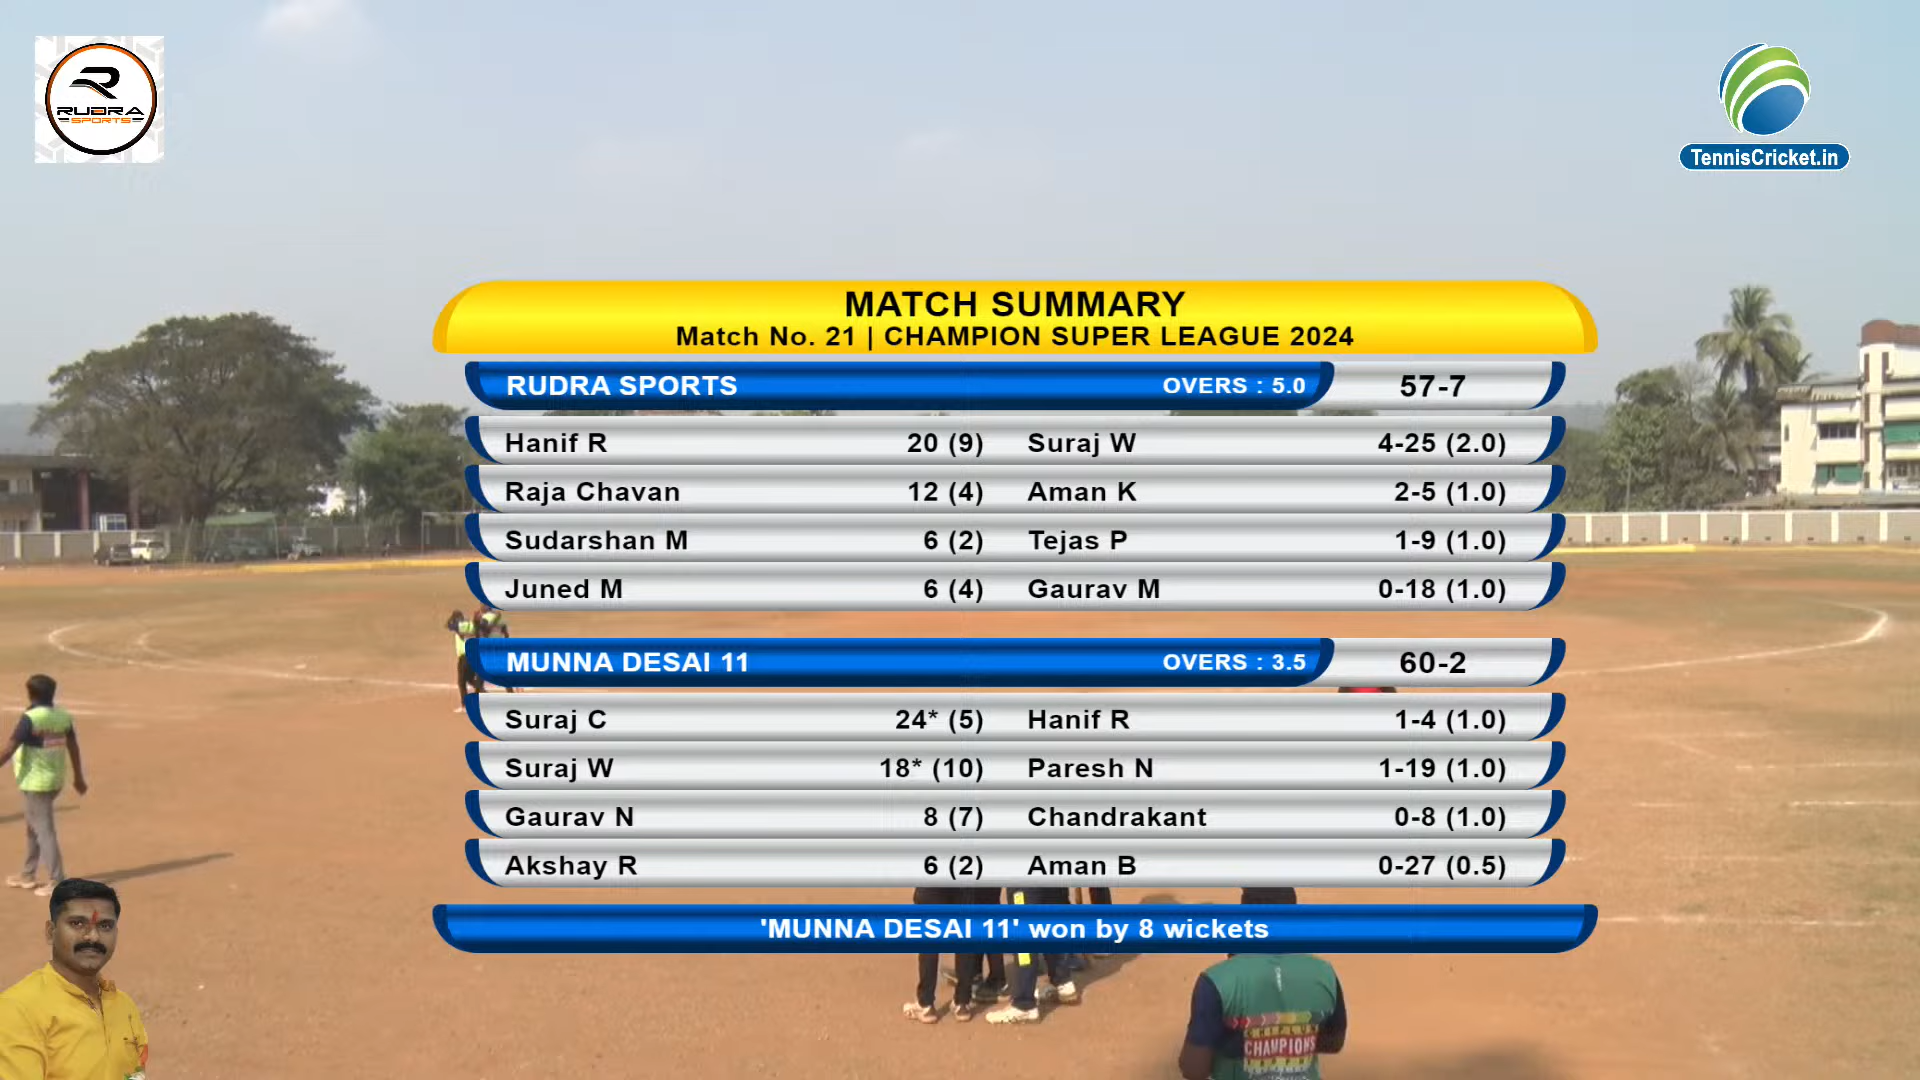 RUDRA
SPORTS
TennisCricket.in
MATCH SUMMARY
Match No. 21 | CHAMPION SUPER LEAGUE 2024
RUDRA SPORTS OVERS : 5.0 57-7
Hanif R 20 (9) Suraj W 4-25 (2.0)
Raja Chavan 12 (4) Aman K 2-5 (1.0)
Sudarshan M 6 (2) Tejas P 1-9 (1.0)
Juned M 6 (4) Gaurav M 0-18 (1.0)
MUNNA DESAI 11 OVERS : 3.5 60-2
Suraj C 24* (5) Hanif R 1-4 (1.0)
Suraj W 18* (10) Paresh N 1-19 (1.0)
Gaurav N 8 (7) Chandrakant 0-8 (1.0)
Akshay R 6 (2) Aman B 0-27 (0.5)
'MUNNA DESAI 11' won by 8 wickets
CHAMPIONS